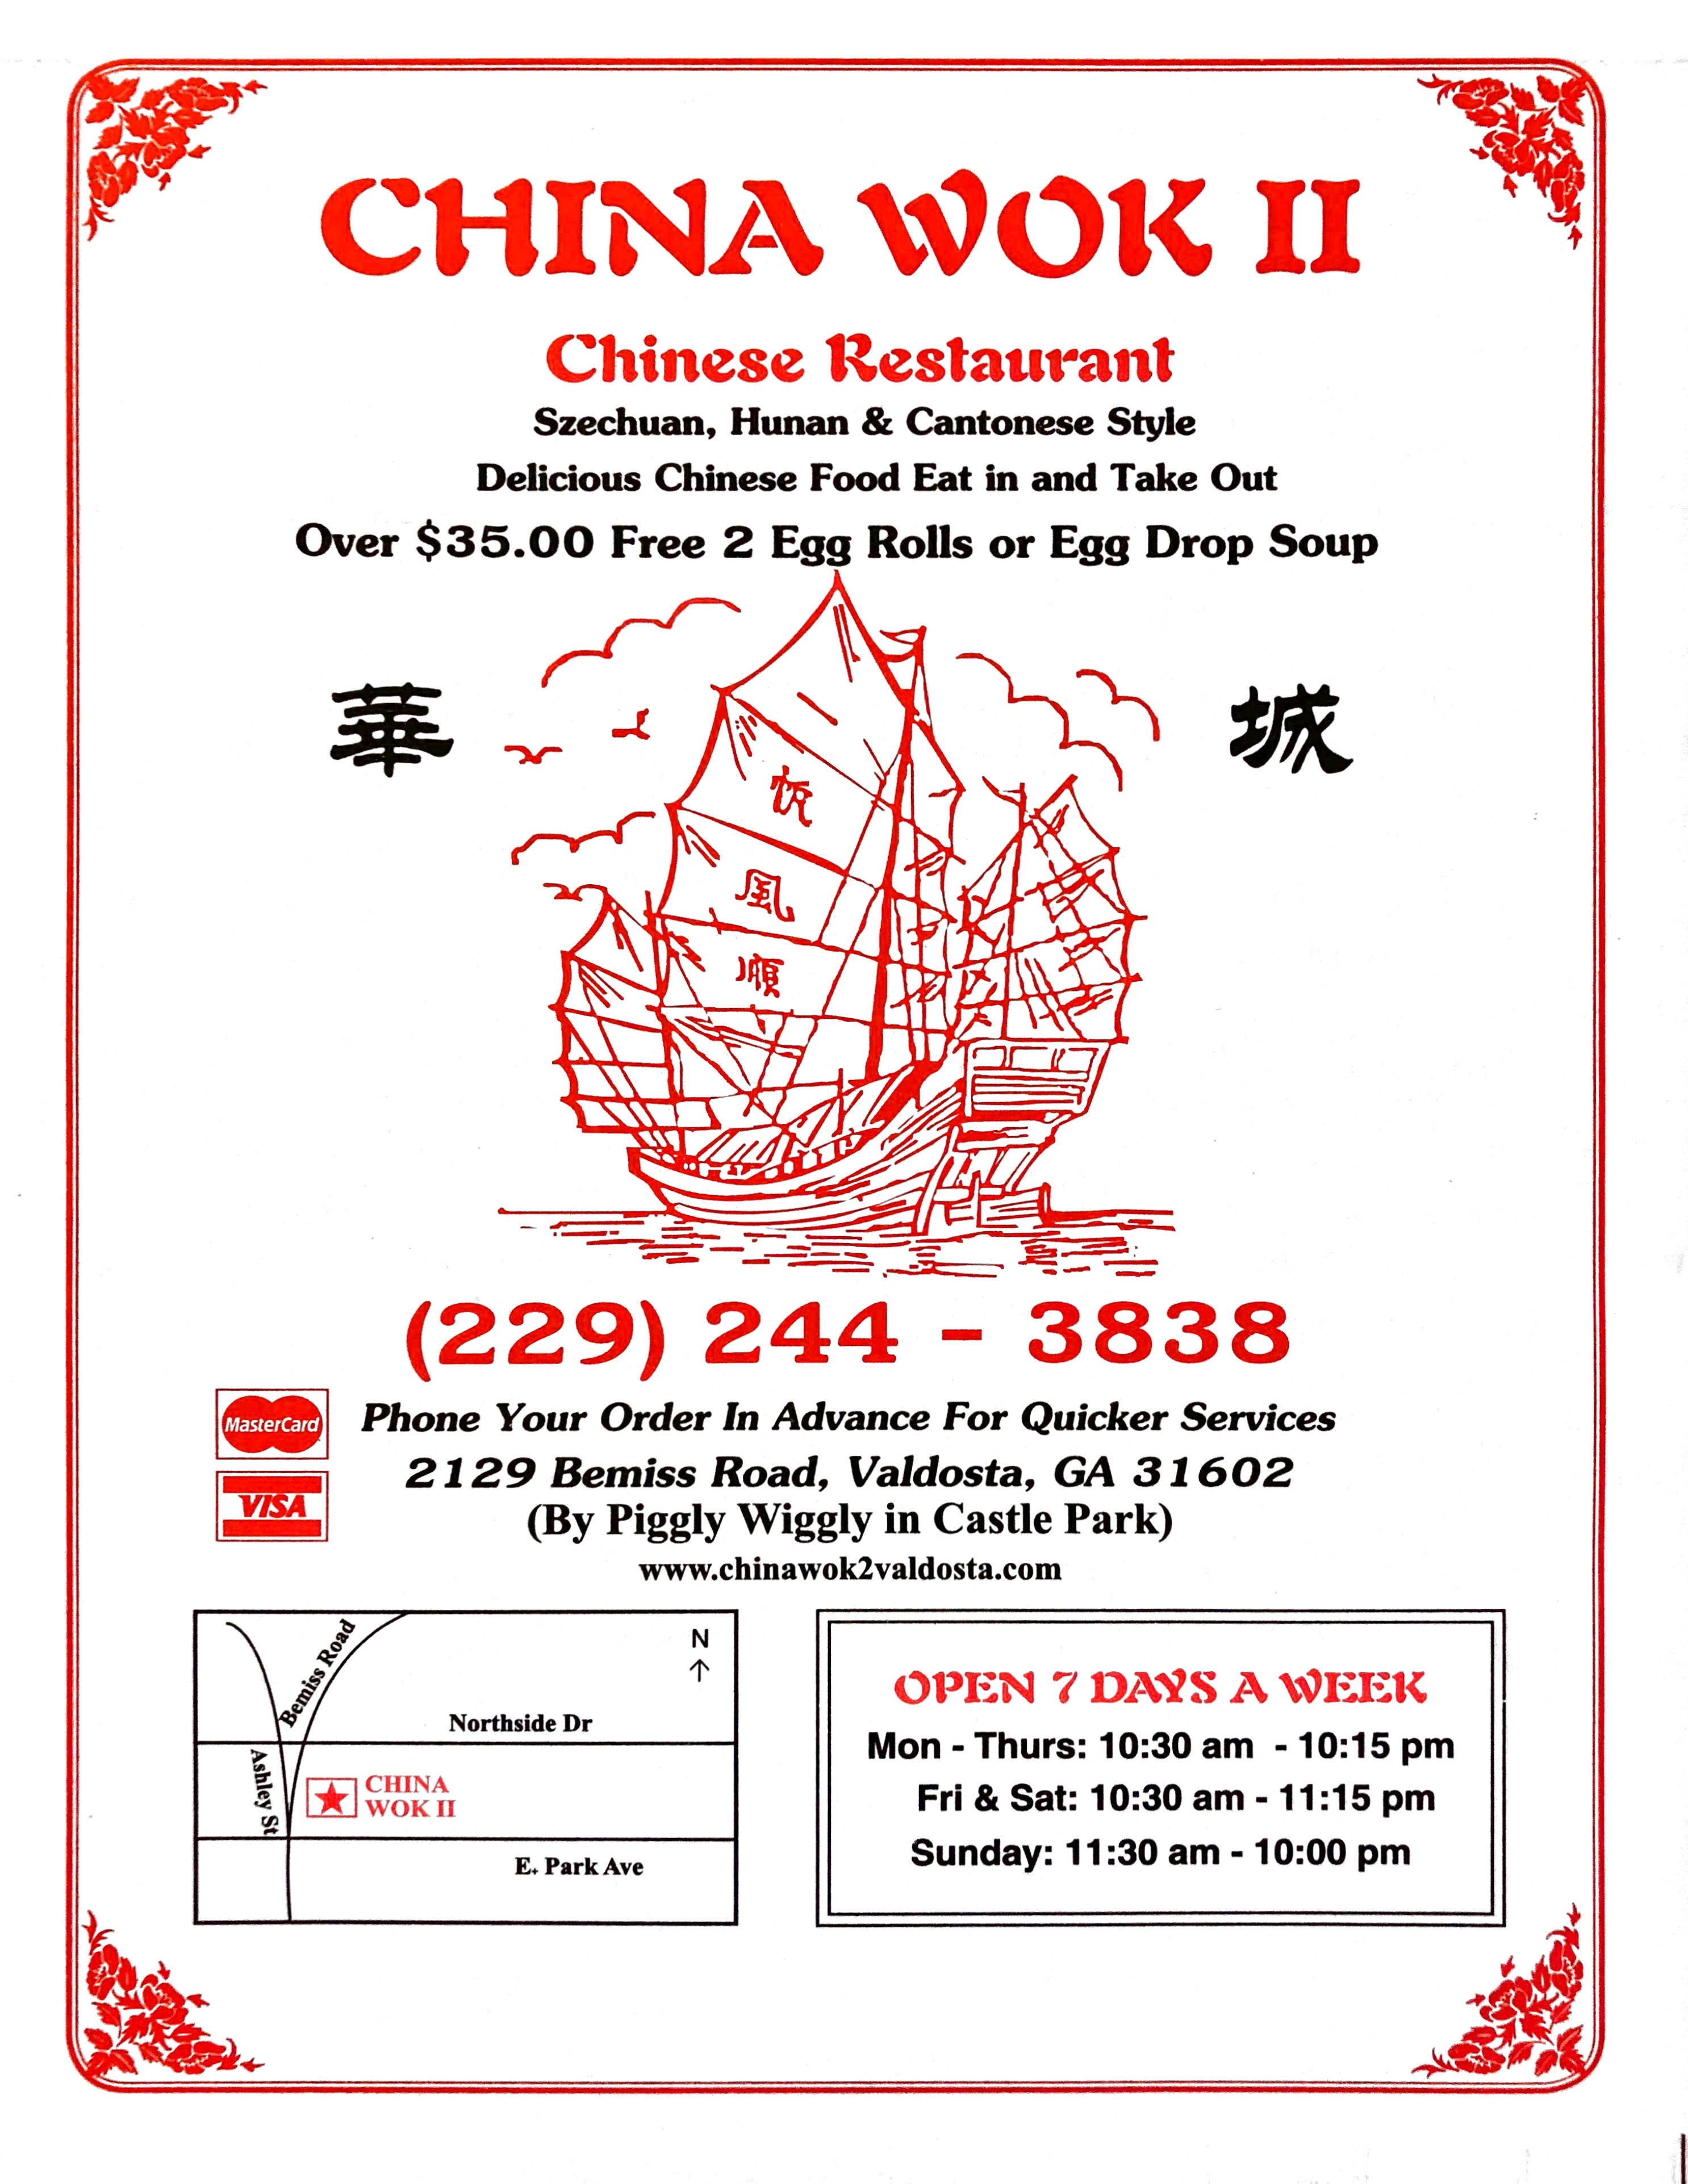 CHINA WOK II
Chinese Restaurant
Szechuan, Hunan & Cantonese Style
Delicious Chinese Food Eat in and Take Out
Over $35.00 Free 2 Egg Rolls or Egg Drop Soup
華 城
帆
風
順
(229) 244 - 3838
MasterCard
VISA
Phone Your Order In Advance For Quicker Services
2129 Bemiss Road, Valdosta, GA 31602
(By Piggly Wiggly in Castle Park)
www.chinawok2valdosta.com
Bemiss Road
N
Northside Dr
Ashley St
CHINA
WOK II
E. Park Ave
OPEN 7 DAYS A WEEK
Mon - Thurs: 10:30 am - 10:15 pm
Fri & Sat: 10:30 am - 11:15 pm
Sunday: 11:30 am - 10:00 pm